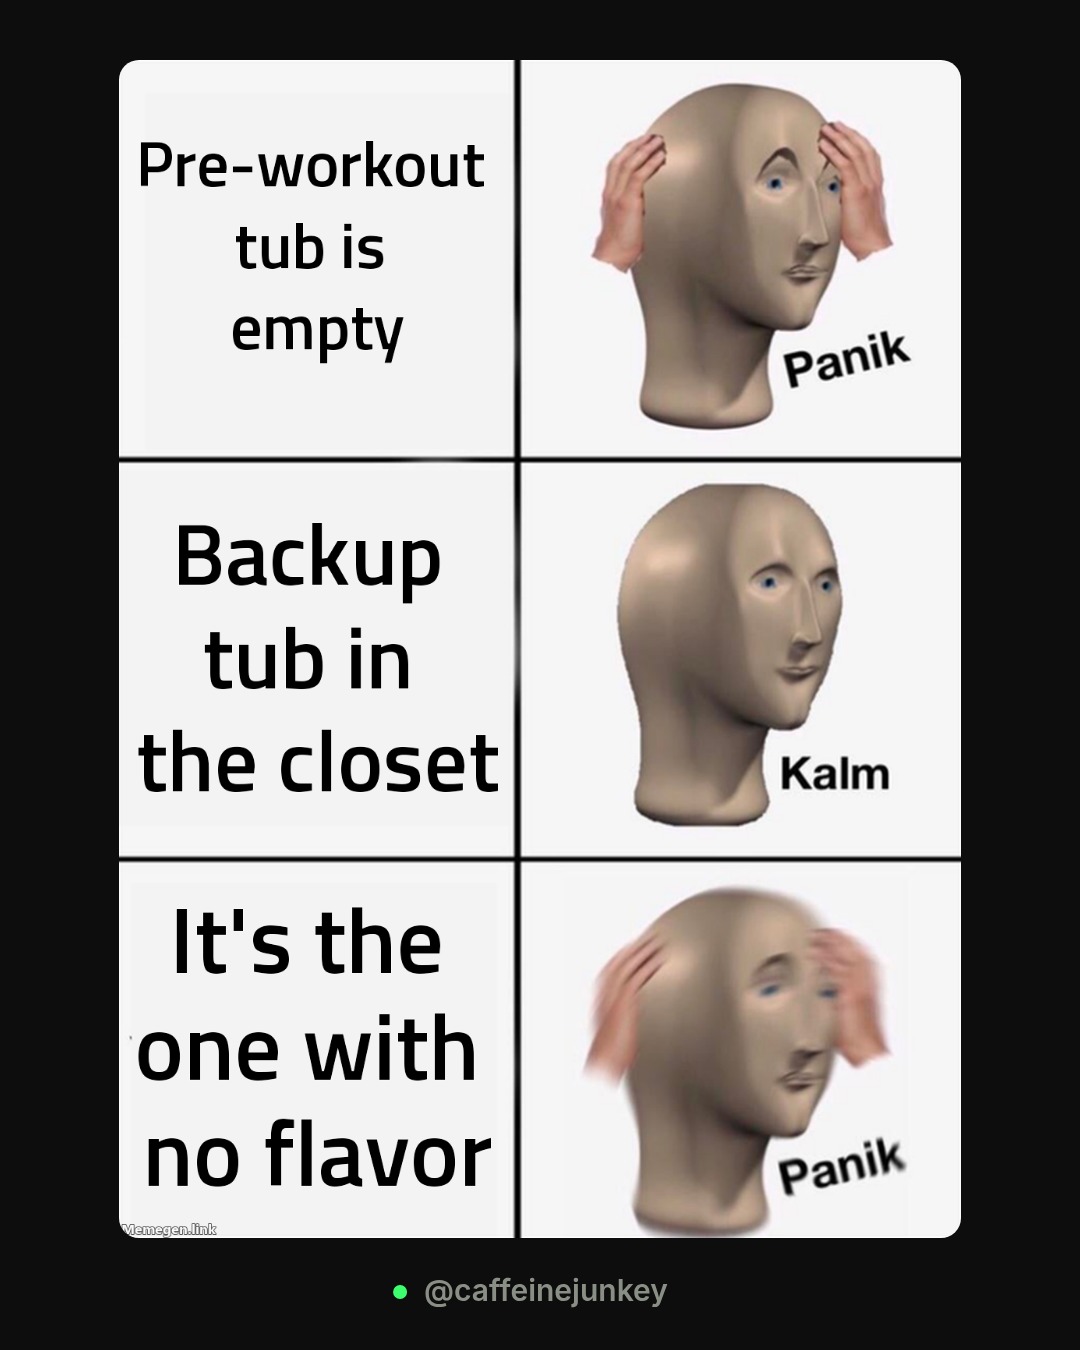 Pre-workout
tub is
empty
Panik
Backup
tub in
the closet
Kalm
It's the
one with
no flavor
Panik
Memegen.link
@caffeinejunkey